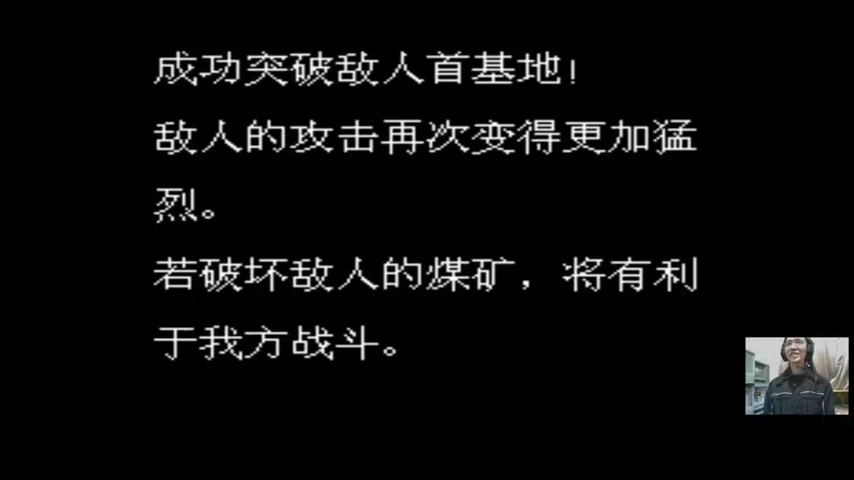 成功突破敌人首基地!
敌人的攻击再次变得更加猛
烈。
若破坏敌人的煤矿，将有利
于我方战斗。